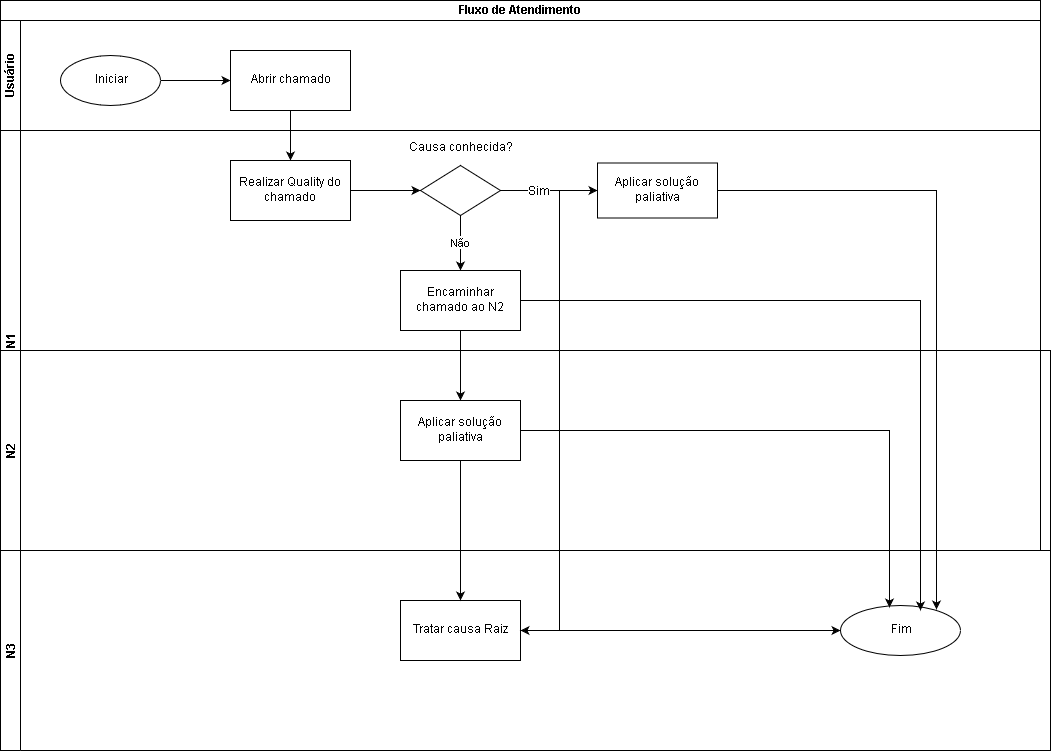 Fluxo de Atendimento
Usuário
Iniciar
Abrir chamado
N1
Realizar Quality do
chamado
Causa conhecida?
Sim
Aplicar solução
paliativa
Não
Encaminhar
chamado ao N2
N2
Aplicar solução
paliativa
N3
Tratar causa Raiz
Fim